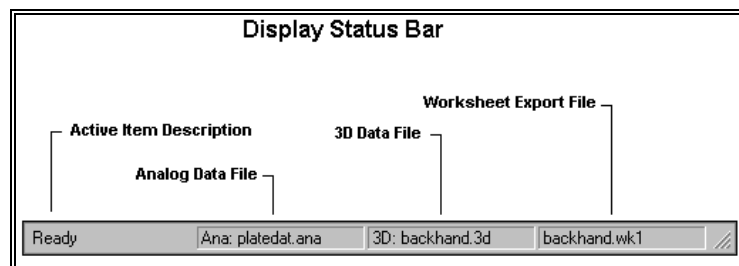 Display Status Bar
Worksheet Export File
Active Item Description
3D Data File
Analog Data File
Ready
Ana: platedat.ana
3D: backhand.3d
backhand.wk1